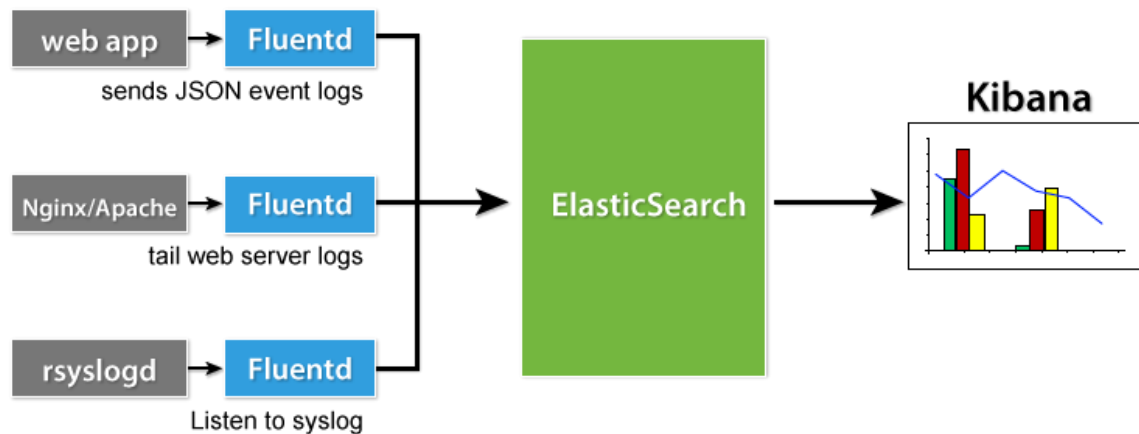 web app
Fluentd
sends JSON event logs
Nginx/Apache
Fluentd
tail web server logs
rsyslogd
Fluentd
Listen to syslog
ElasticSearch
Kibana